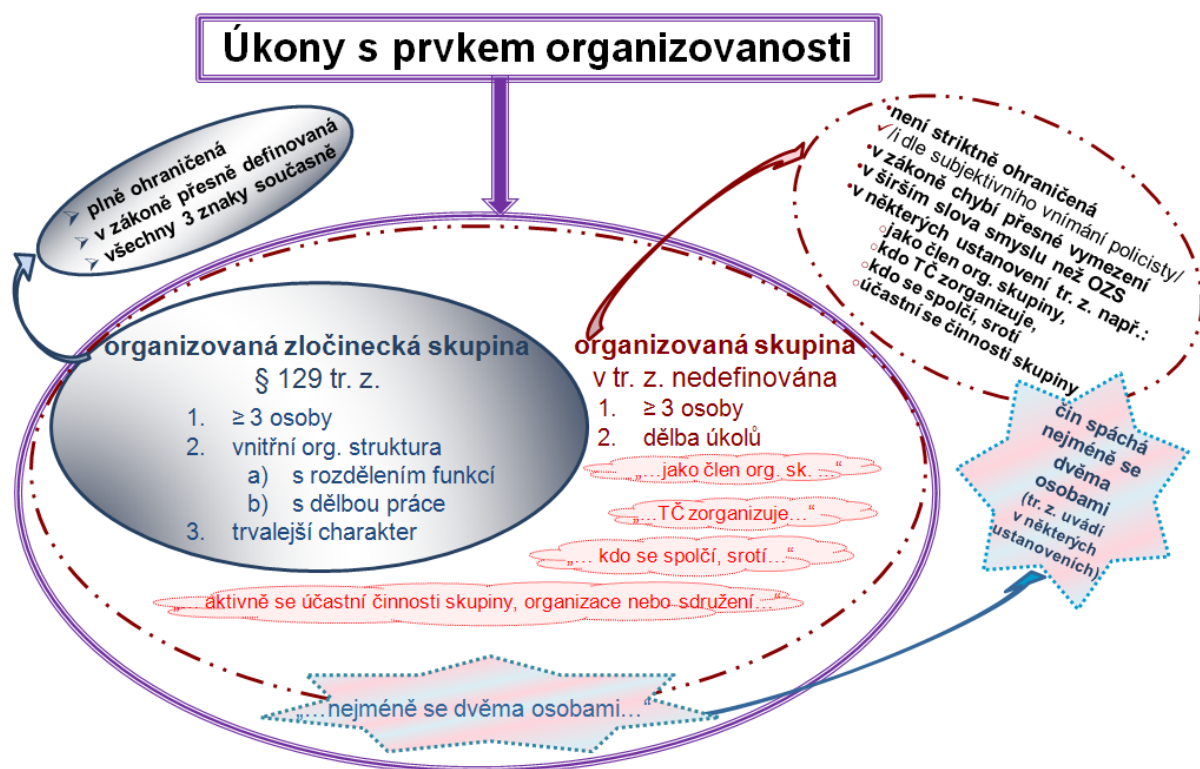 Úkony s prvkem organizovanosti
plně ohraničená
v zákoně přesně definovaná
všechny 3 znaky současně
•není striktně ohraničená
✓/i dle subjektivního vnímání policisty/
•v zákoně chybí přesné vymezení
•v širším slova smyslu než OZS
•v některých ustanovení tr. z. např.:
○jako člen org. skupiny,
○kdo TČ zorganizuje,
○kdo se spolčí, srotí
○účastní se činnosti skupiny
organizovaná zločinecká skupina
§ 129 tr. z.
1. ≥ 3 osoby
2. vnitřní org. struktura
a) s rozdělením funkcí
b) s dělbou práce
3. trvalejší charakter
organizovaná skupina
v tr. z. nedefinována
1. ≥ 3 osoby
2. dělba úkolů
„…jako člen org. sk. …“
„…TČ zorganizuje…“
„… kdo se spolčí, srotí…“
„… aktivně se účastní činnosti skupiny, organizace nebo sdružení…“
„…nejméně se dvěma osobami…“
čin spáchá
nejméně se
dvěma
osobami
(tr. z. uvádí
v některých
ustanoveních)